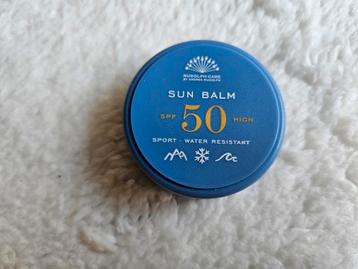 RUDOLPH CARE
BY ANDREA RUDOLPH
SUN BALM
SPF 50 HIGH
SPORT - WATER RESISTANT